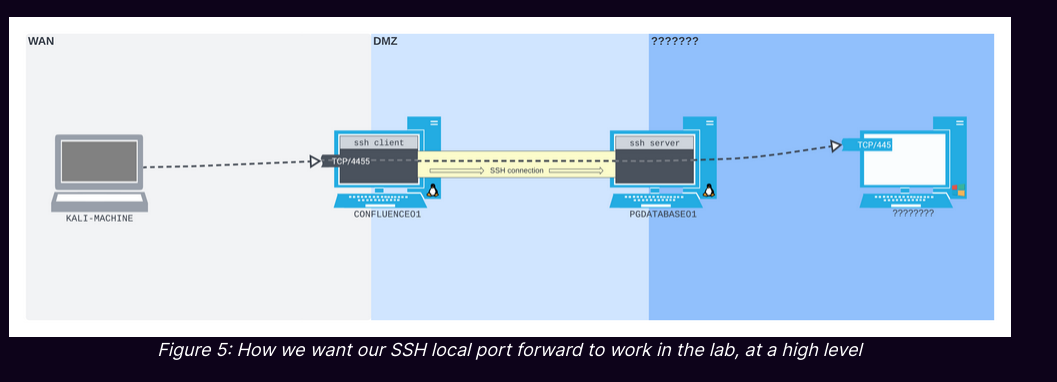 WAN
DMZ
???????
ssh client
ssh server
TCP/4455
TCP/445
SSH connection
KALI-MACHINE
CONFLUENCE01
PGDATABASE01
????????
Figure 5: How we want our SSH local port forward to work in the lab, at a high level